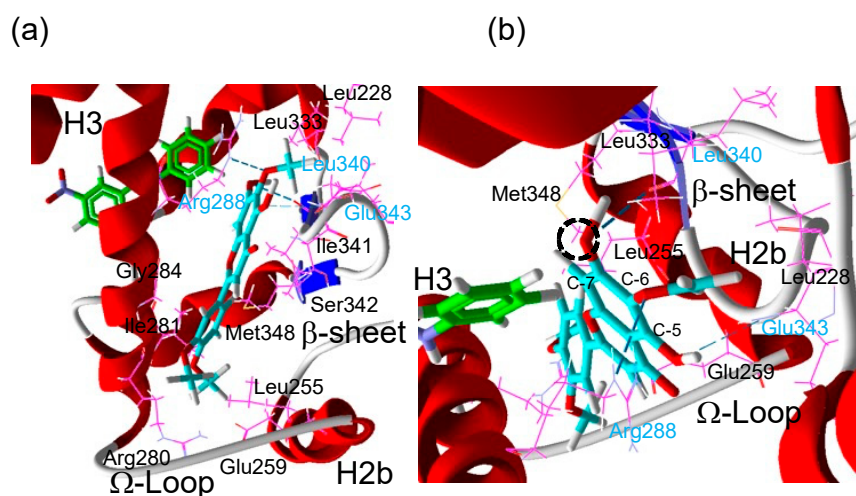 (a)
(b)
Leu228
H3
Leu333
Leu340
Arg288
β-sheet
Glu343
Ile341
Gly284
Ser342
Ile281
Met348
β-sheet
Leu255
Arg280
Glu259
H2b
Ω-Loop
Leu333
Leu340
Met348
β-sheet
Leu255
H2b
C-7
C-6
Leu228
H3
C-5
Glu343
Glu259
Ω-Loop
Arg288